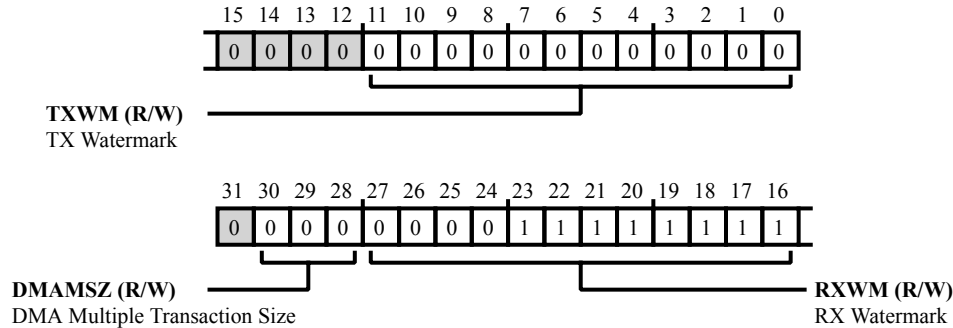 15 14 13 12 11 10 9 8 7 6 5 4 3 2 1 0
0 0 0 0 0 0 0 0 0 0 0 0 0 0 0 0
TXWM (R/W)
TX Watermark
31 30 29 28 27 26 25 24 23 22 21 20 19 18 17 16
0 0 0 0 0 0 0 0 1 1 1 1 1 1 1 1
DMAMSZ (R/W)
DMA Multiple Transaction Size
RXWM (R/W)
RX Watermark